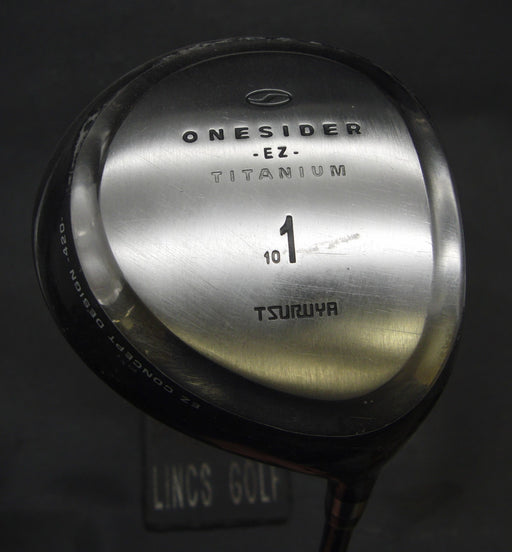 ONESIDER
-EZ-
TITANIUM
10 1
TSURUYA
EZ CONCEPT DESIGN -420-
LINCS GOLF